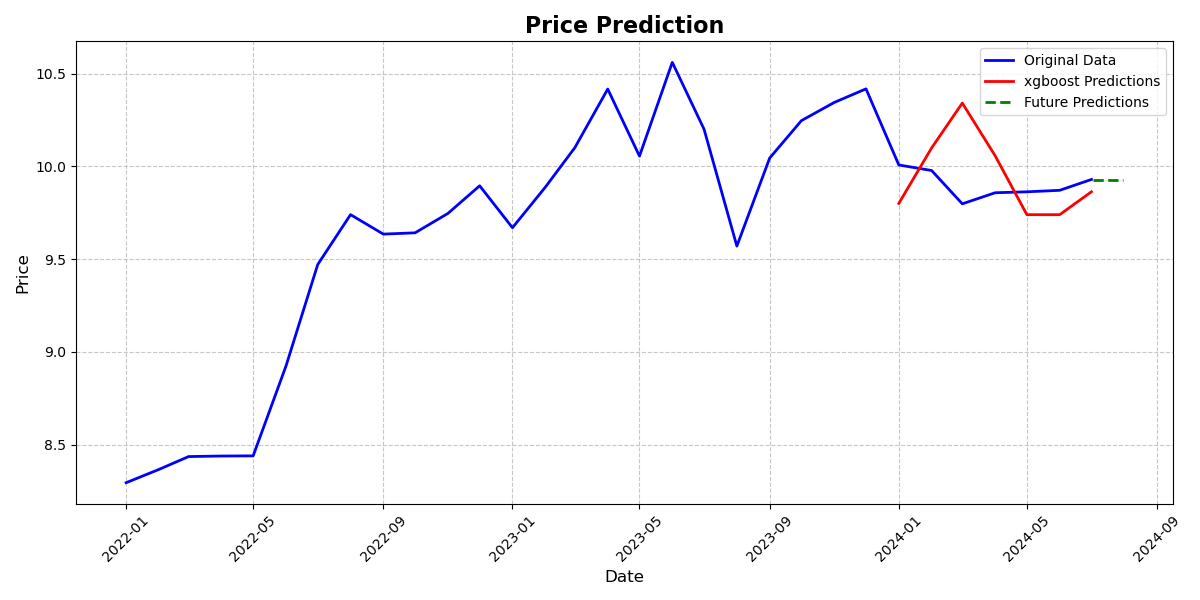 Price Prediction
Original Data
xgboost Predictions
Future Predictions
Price
10.5
10.0
9.5
9.0
8.5
2022-01
2022-05
2022-09
2023-01
2023-05
2023-09
2024-01
2024-05
2024-09
Date